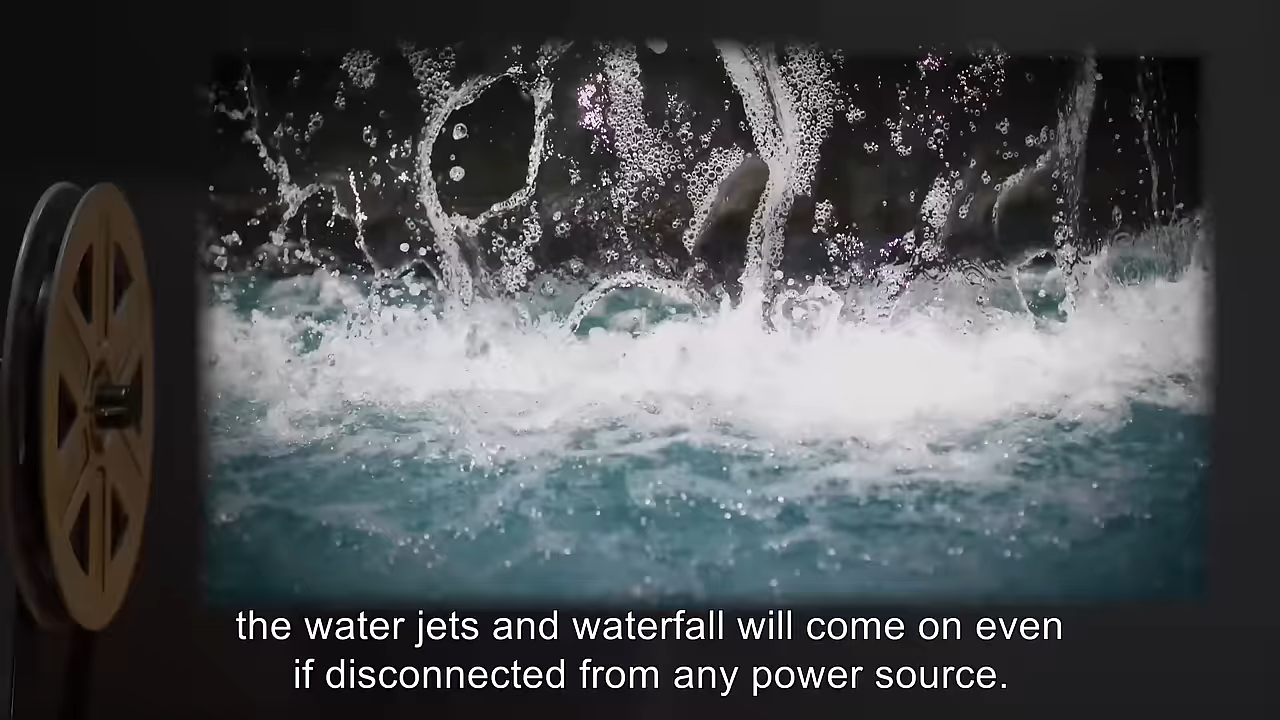 the water jets and waterfall will come on even
if disconnected from any power source.